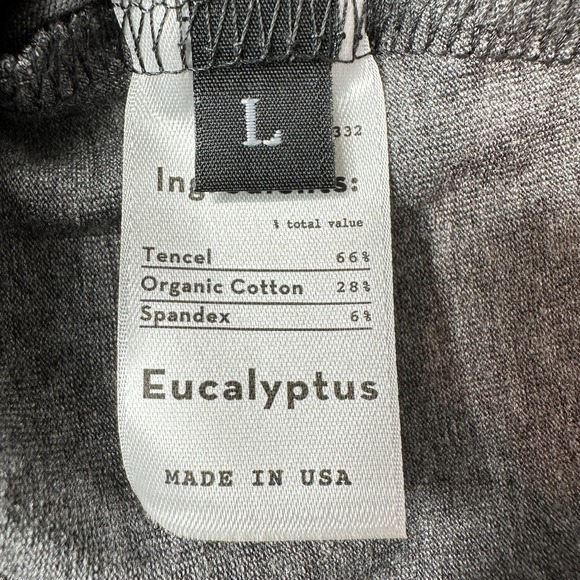 L
332
% total value
Tencel 66%
Organic Cotton 28%
Spandex 6%
Eucalyptus
MADE IN USA